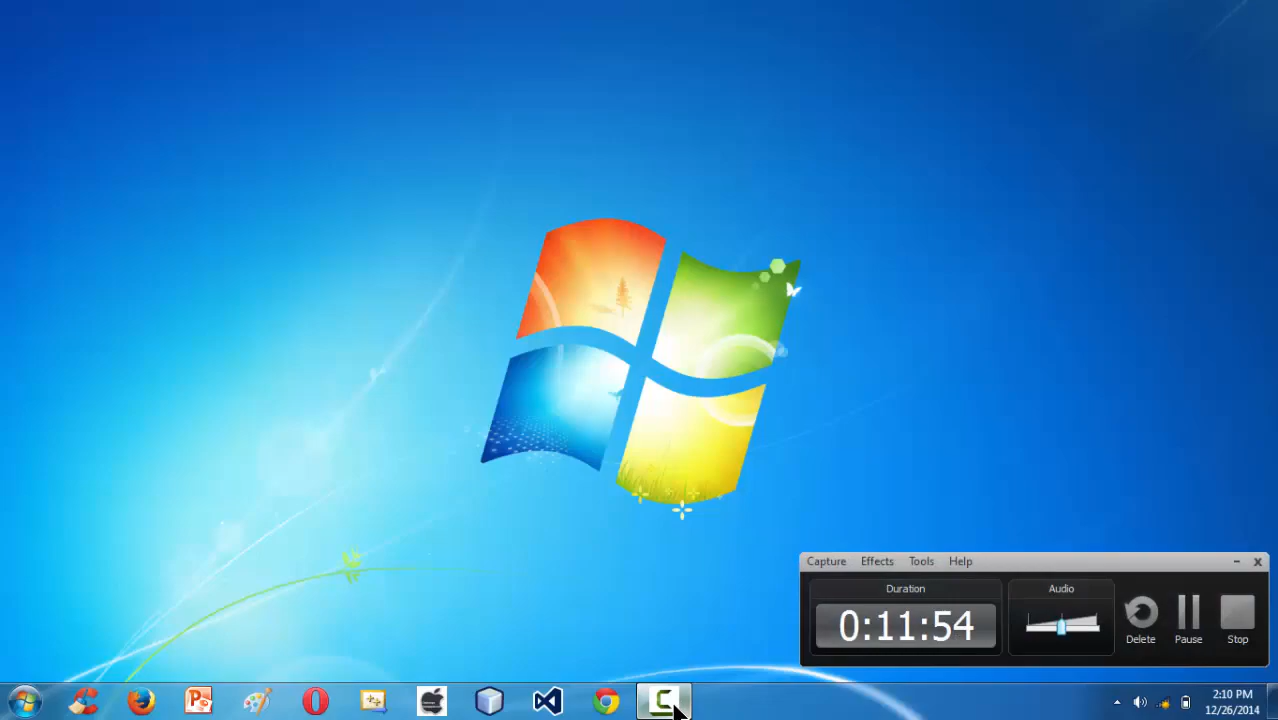 Capture Effects Tools Help
Duration
Audio
0:11:54
Delete
Pause
Stop
2:10 PM
12/26/2014